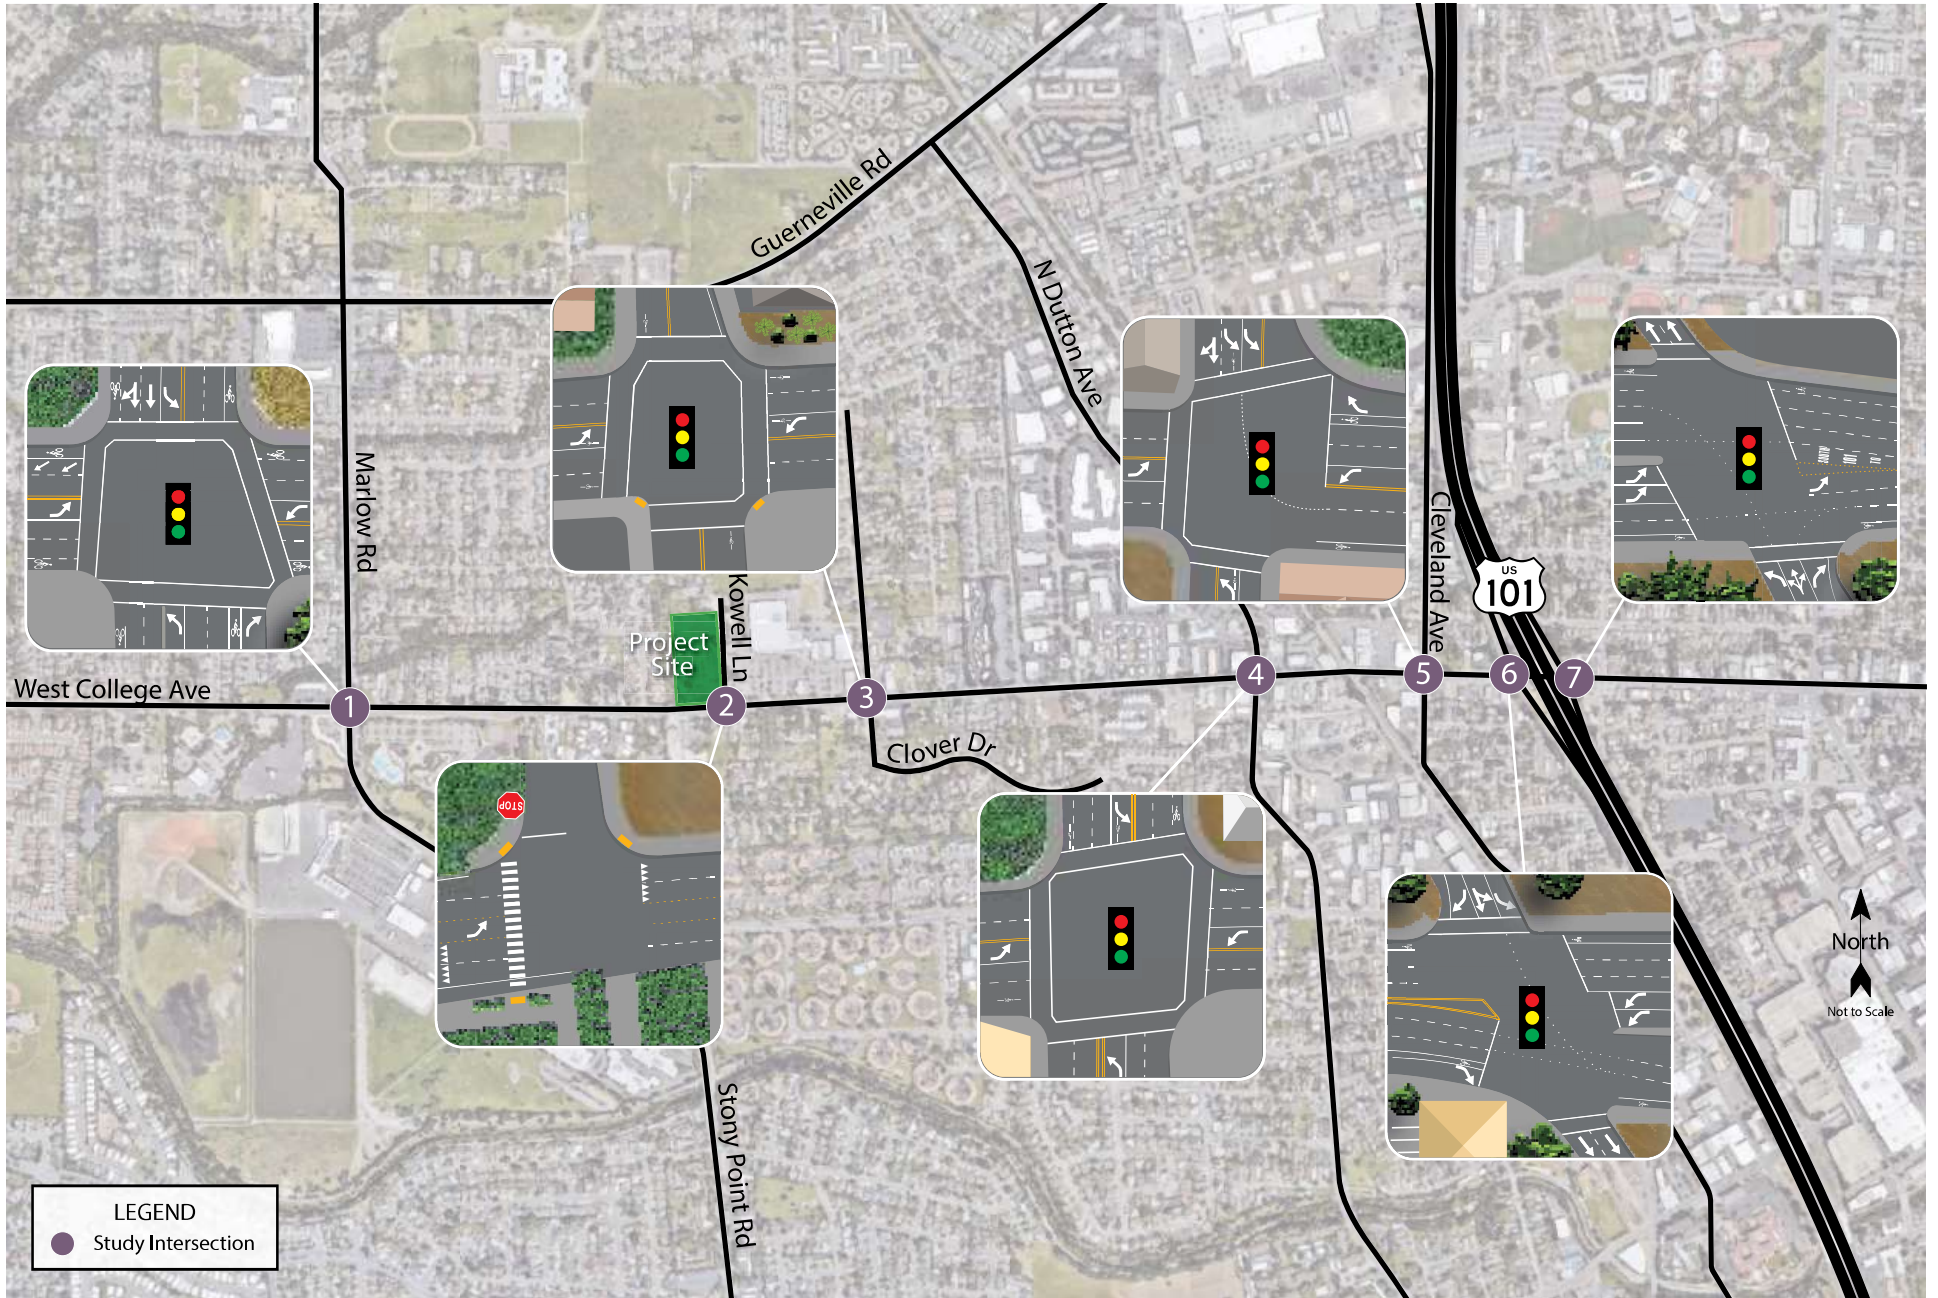 Guerneville Rd
N Dutton Ave
Marlow Rd
Cleveland Ave
US
101
Kowell Ln
Project
Site
West College Ave
1
2
3
4
5
6
7
Clover Dr
STOP
North
Not to Scale
Stony Point Rd
LEGEND
Study Intersection